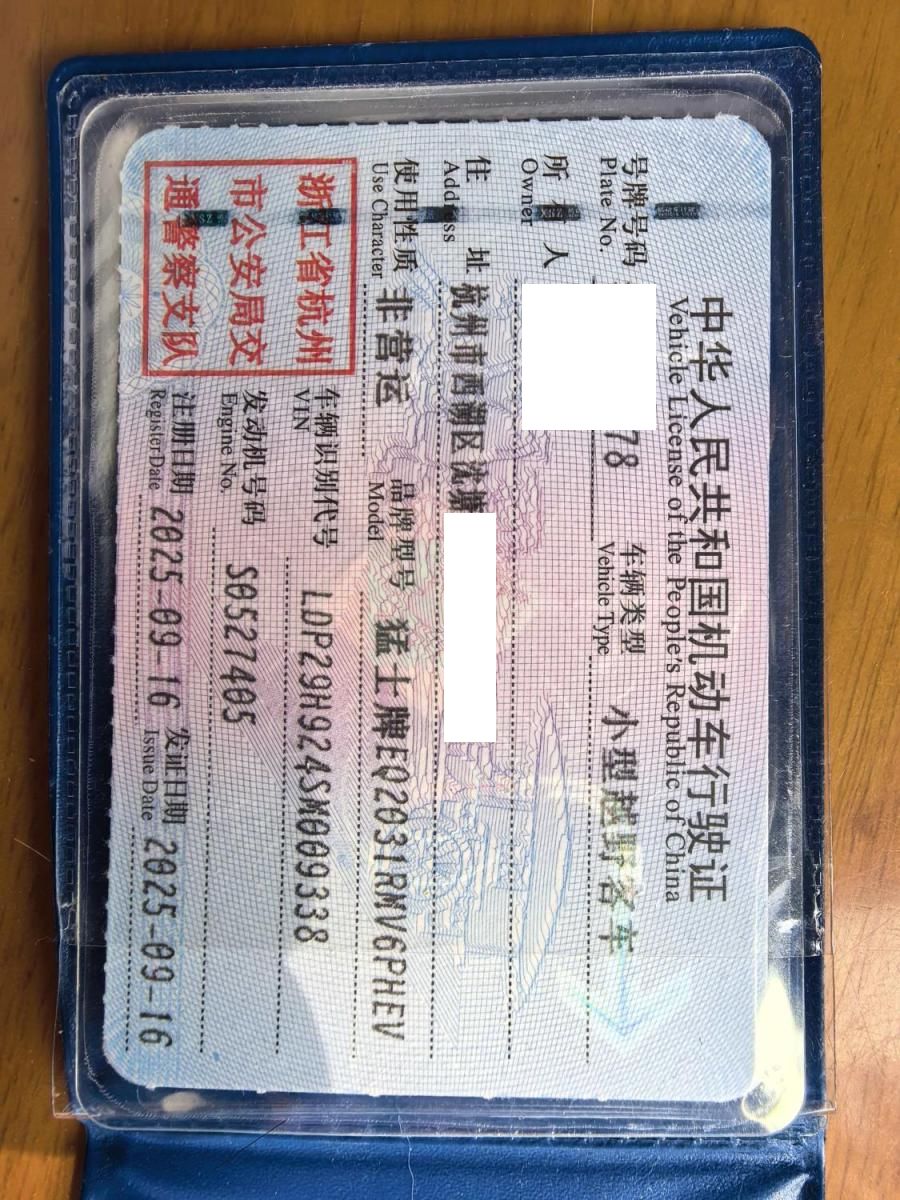 中华人民共和国机动车行驶证
Vehicle License of the People's Republic of China
号牌号码 78 车辆类型 小型越野客车
Plate No. Vehicle Type
所有人
Owner
住址 杭州市西湖区沈塘
Address
使用性质 非营运 品牌型号 猛士牌EQ2031RMV6PHEV
Use Character Model
浙江省杭州
市公安局交
通警察支队
车辆识别代号 LDP29H924SM009338
VIN
发动机号码 S0527405
Engine No.
注册日期 2025-09-16 发证日期 2025-09-16
Register Date Issue Date